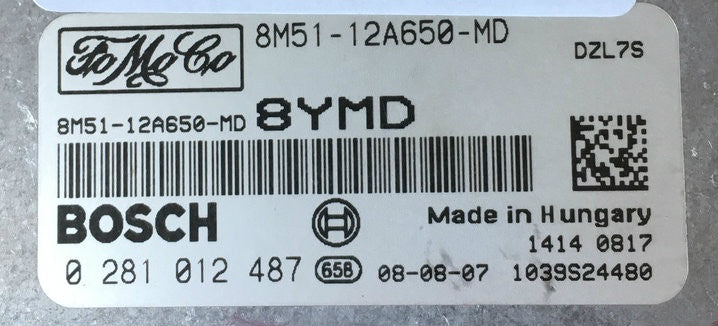 FoMoCo 8M51-12A650-MD DZL7S
8M51-12A650-MD 8YMD
BOSCH Made in Hungary
1414 0817
0 281 012 487 658 08-08-07 1039S24480